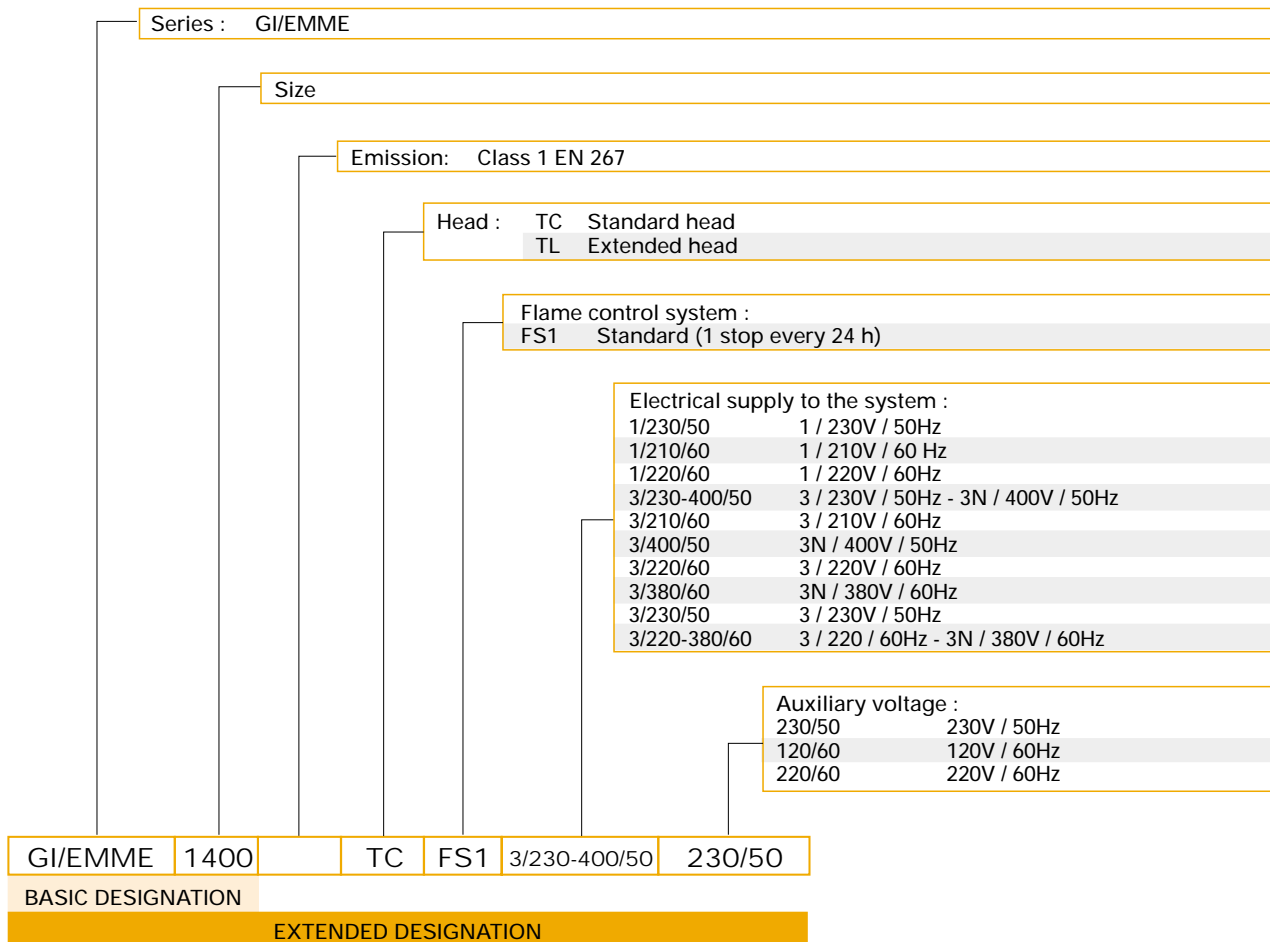 Series : GI/EMME
Size
Emission: Class 1 EN 267
Head : TC Standard head
TL Extended head
Flame control system :
FS1 Standard (1 stop every 24 h)
Electrical supply to the system :
1/230/50 1 / 230V / 50Hz
1/210/60 1 / 210V / 60 Hz
1/220/60 1 / 220V / 60Hz
3/230-400/50 3 / 230V / 50Hz - 3N / 400V / 50Hz
3/210/60 3 / 210V / 60Hz
3/400/50 3N / 400V / 50Hz
3/220/60 3 / 220V / 60Hz
3/380/60 3N / 380V / 60Hz
3/230/50 3 / 230V / 50Hz
3/220-380/60 3 / 220 / 60Hz - 3N / 380V / 60Hz
Auxiliary voltage :
230/50 230V / 50Hz
120/60 120V / 60Hz
220/60 220V / 60Hz
GI/EMME 1400 TC FS1 3/230-400/50 230/50
BASIC DESIGNATION
EXTENDED DESIGNATION